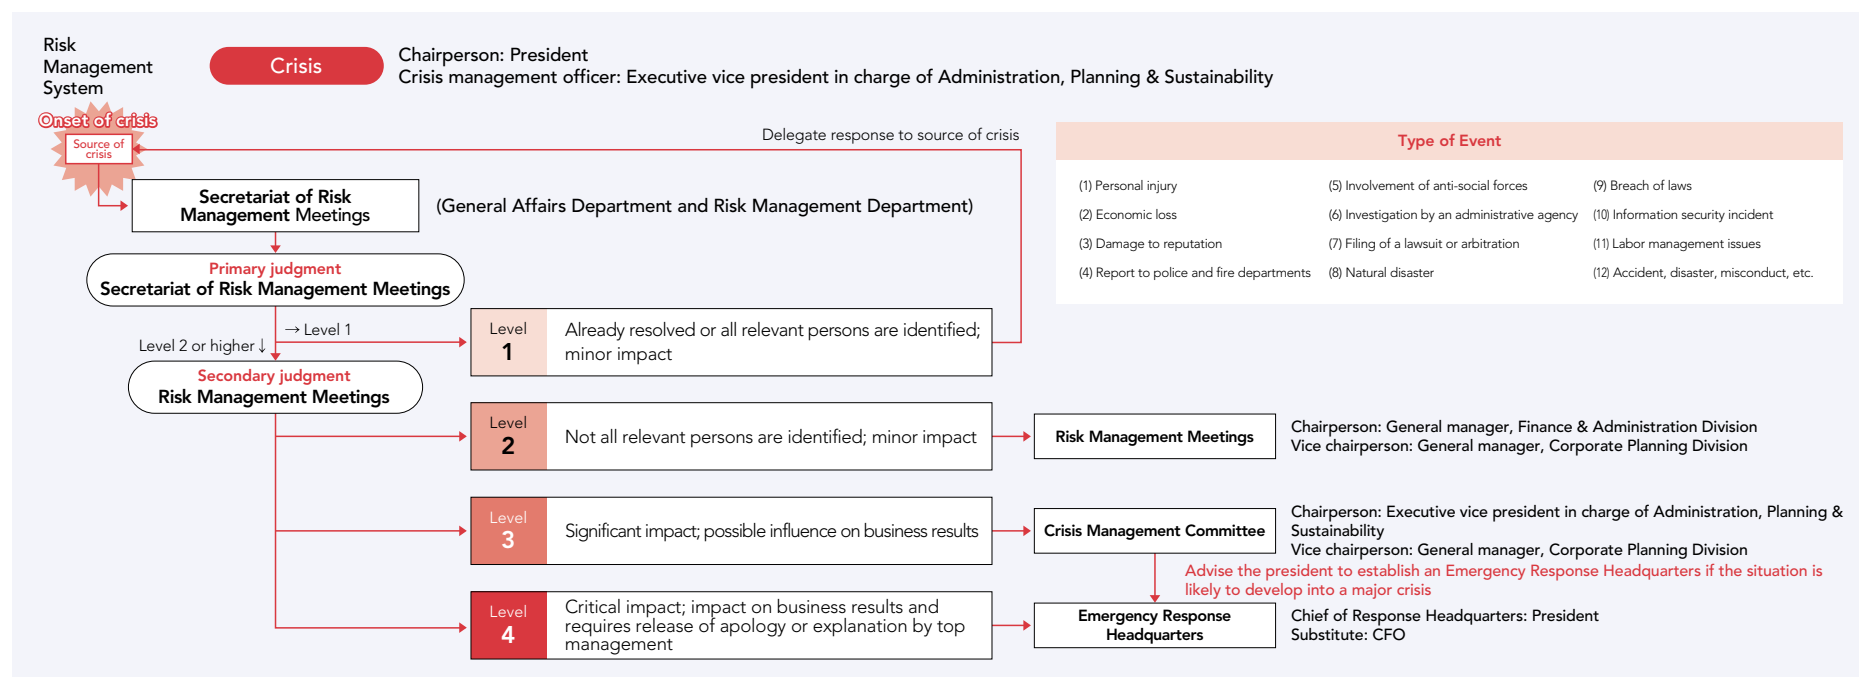 Risk
Management
System
Crisis
Chairperson: President
Crisis management officer: Executive vice president in charge of Administration, Planning & Sustainability
Onset of crisis
Source of
crisis
Delegate response to source of crisis
Secretariat of Risk
Management Meetings
(General Affairs Department and Risk Management Department)
Primary judgment
Secretariat of Risk Management Meetings
→ Level 1
Level 2 or higher ↓
Secondary judgment
Risk Management Meetings
Type of Event
(1) Personal injury
(2) Economic loss
(3) Damage to reputation
(4) Report to police and fire departments
(5) Involvement of anti-social forces
(6) Investigation by an administrative agency
(7) Filing of a lawsuit or arbitration
(8) Natural disaster
(9) Breach of laws
(10) Information security incident
(11) Labor management issues
(12) Accident, disaster, misconduct, etc.
Level
1
Already resolved or all relevant persons are identified;
minor impact
Level
2
Not all relevant persons are identified; minor impact
Risk Management Meetings
Chairperson: General manager, Finance & Administration Division
Vice chairperson: General manager, Corporate Planning Division
Level
3
Significant impact; possible influence on business results
Crisis Management Committee
Chairperson: Executive vice president in charge of Administration, Planning &
Sustainability
Vice chairperson: General manager, Corporate Planning Division
Advise the president to establish an Emergency Response Headquarters if the situation is
likely to develop into a major crisis
Level
4
Critical impact; impact on business results and
requires release of apology or explanation by top
management
Emergency Response
Headquarters
Chief of Response Headquarters: President
Substitute: CFO